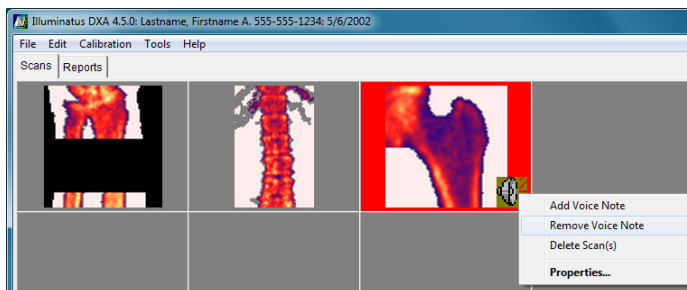 Illuminatus DXA 4.5.0: Lastname, Firstname A. 555-555-1234: 5/6/2002
File Edit Calibration Tools Help
Scans Reports
Add Voice Note
Remove Voice Note
Delete Scan(s)
Properties...